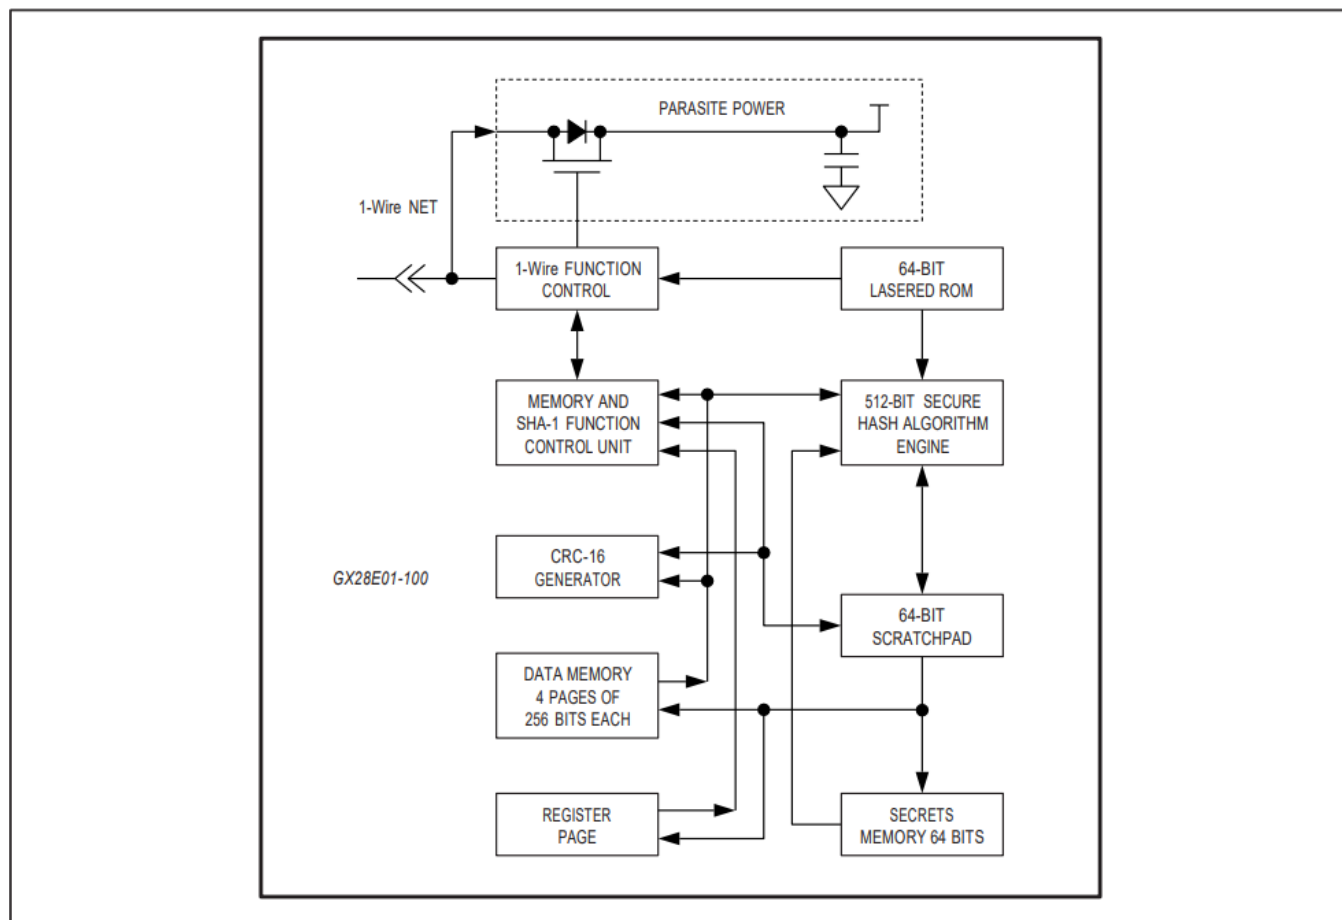 PARASITE POWER
1-Wire NET
1-Wire FUNCTION
CONTROL
64-BIT
LASERED ROM
MEMORY AND
SHA-1 FUNCTION
CONTROL UNIT
512-BIT SECURE
HASH ALGORITHM
ENGINE
CRC-16
GENERATOR
GX28E01-100
64-BIT
SCRATCHPAD
DATA MEMORY
4 PAGES OF
256 BITS EACH
REGISTER
PAGE
SECRETS
MEMORY 64 BITS